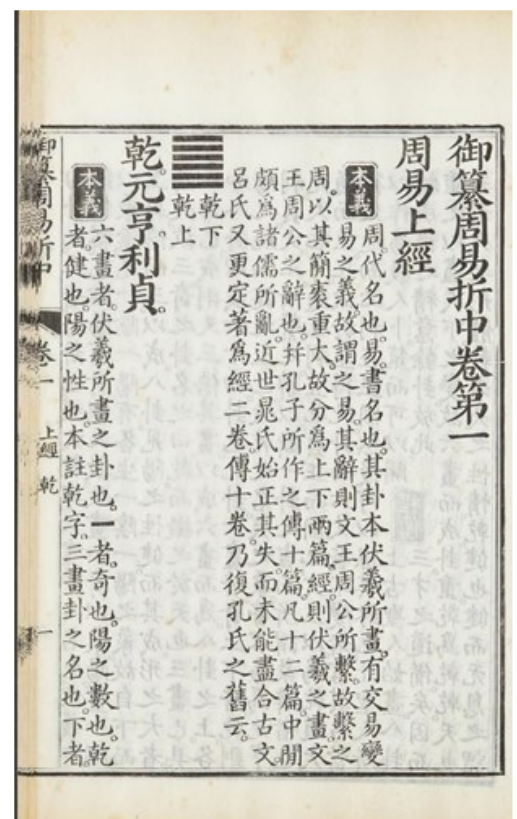 御纂周易折中卷第一
周易上經
本義
周代名也。易書名也。其卦本伏羲所畫。有交易變
易之義。故謂之易。其辭則文王周公所繫。故繫之
周。以其簡袠重大。故分爲上下兩篇。經則伏羲之畫。文
王周公之辭也。幷孔子所作之傳十篇。凡十二篇。中閒
頗爲諸儒所亂。近世晁氏始正其失。而未能盡合古文。
呂氏又更定著爲經二卷。傳十卷。乃復孔氏之舊云。
乾下
乾上
乾。元亨利貞。
本義
六畫者。伏羲所畫之卦也。一者。奇也。陽之數也。乾
者。健也。陽之性也。本註乾字。三畫卦之名也。下者。
御纂周易折中
卷一
上經 乾
一